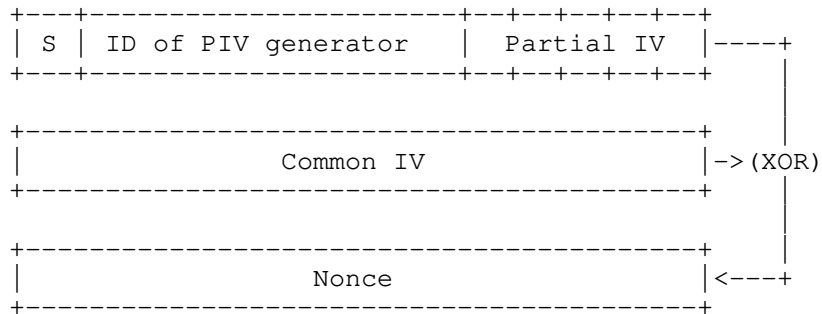 S ID of PIV generator Partial IV
Common IV (XOR)
Nonce